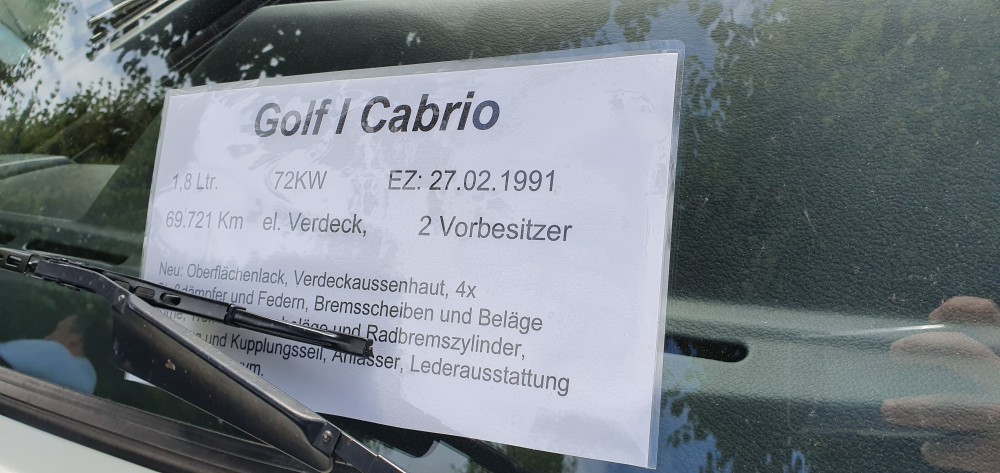 Golf I Cabrio
1,8 Ltr. 72KW EZ: 27.02.1991
69.721 Km el. Verdeck, 2 Vorbesitzer
Neu: Oberflächenlack, Verdeckaussenhaut, 4x
und Federn, Bremsscheiben und Beläge
und Radbremszylinder,
und Kupplungsseil, Anlasser, Lederausstattung